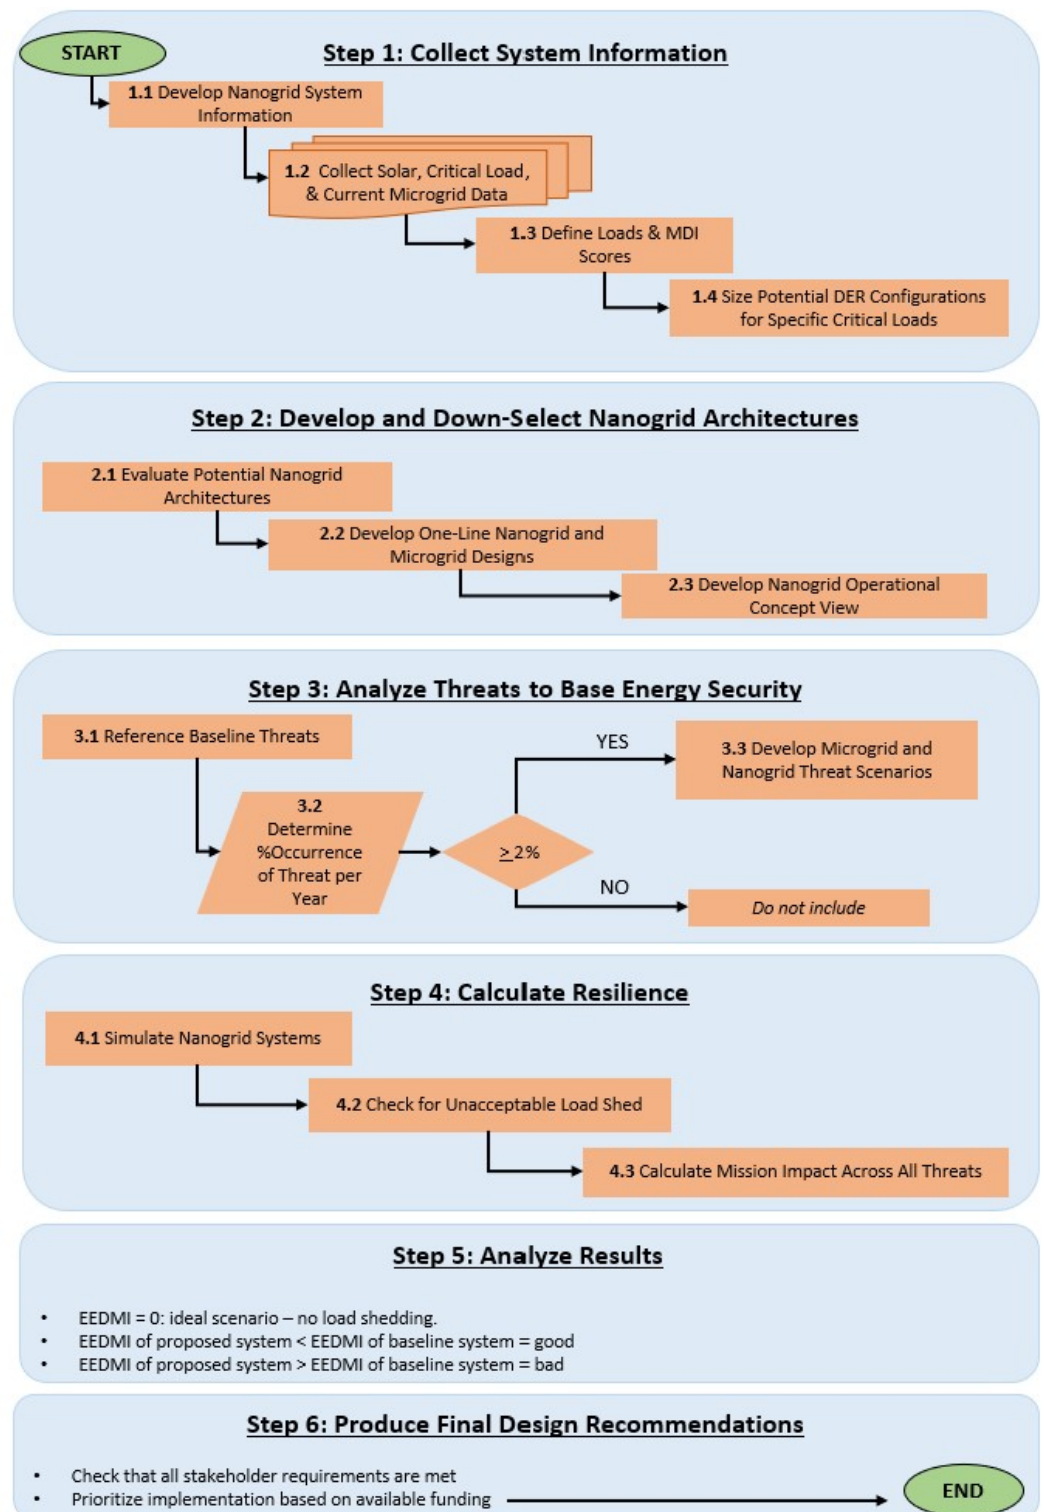 START
Step 1: Collect System Information
1.1 Develop Nanogrid System
Information
1.2 Collect Solar, Critical Load,
& Current Microgrid Data
1.3 Define Loads & MDI
Scores
1.4 Size Potential DER Configurations
for Specific Critical Loads
Step 2: Develop and Down-Select Nanogrid Architectures
2.1 Evaluate Potential Nanogrid
Architectures
2.2 Develop One-Line Nanogrid and
Microgrid Designs
2.3 Develop Nanogrid Operational
Concept View
Step 3: Analyze Threats to Base Energy Security
3.1 Reference Baseline Threats
3.2
Determine
%Occurrence
of Threat per
Year
≥2%
YES
3.3 Develop Microgrid and
Nanogrid Threat Scenarios
NO
Do not include
Step 4: Calculate Resilience
4.1 Simulate Nanogrid Systems
4.2 Check for Unacceptable Load Shed
4.3 Calculate Mission Impact Across All Threats
Step 5: Analyze Results
• EEDMI = 0: ideal scenario – no load shedding.
• EEDMI of proposed system < EEDMI of baseline system = good
• EEDMI of proposed system > EEDMI of baseline system = bad
Step 6: Produce Final Design Recommendations
• Check that all stakeholder requirements are met
• Prioritize implementation based on available funding
END